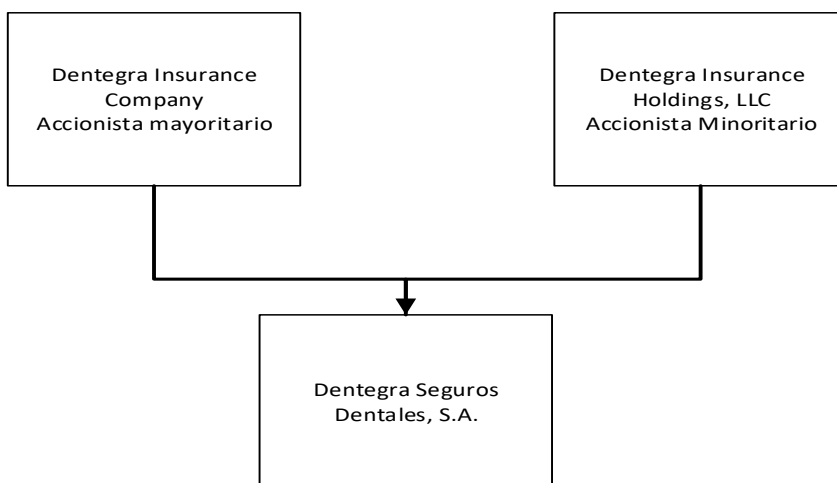 Dentegra Insurance
Company
Accionista mayoritario
Dentegra Insurance
Holdings, LLC
Accionista Minoritario
Dentegra Seguros
Dentales, S.A.